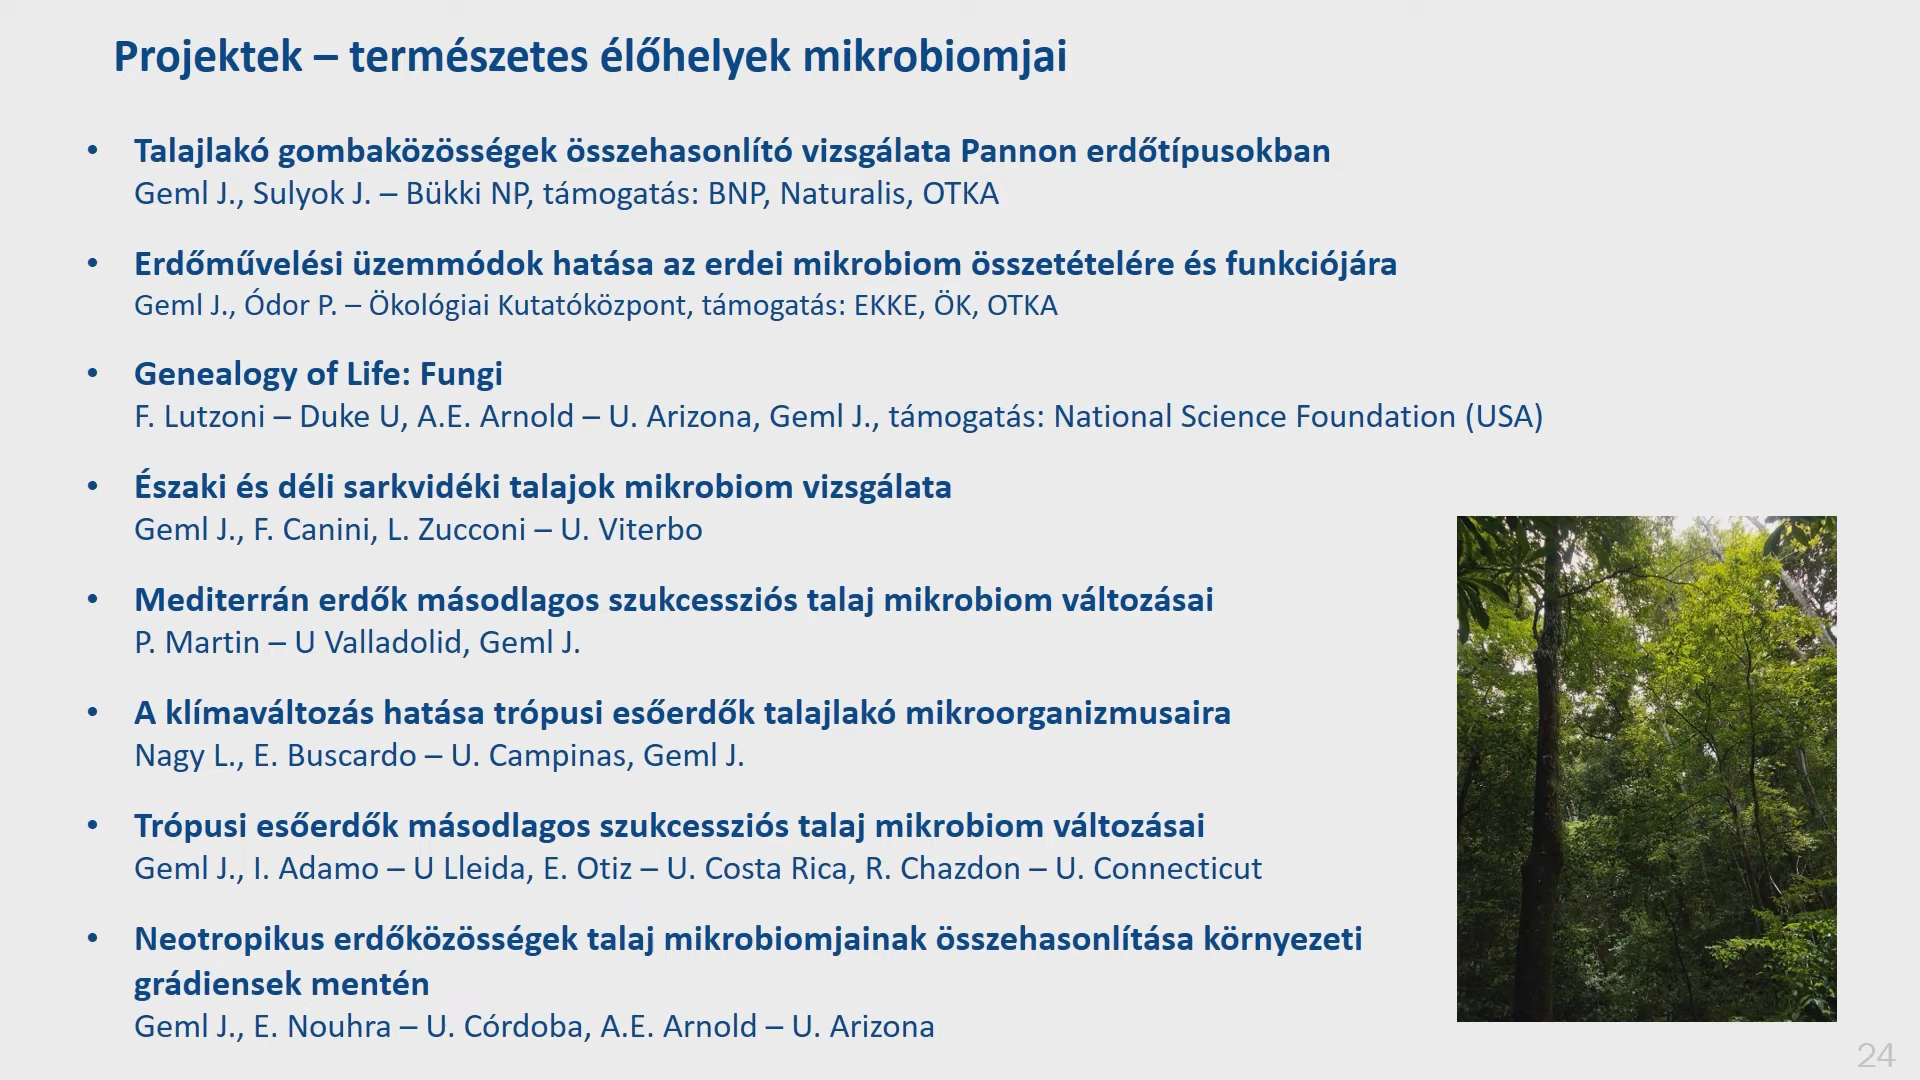 Projektek – természetes élőhelyek mikrobiomjai
• Talajlakó gombaközösségek összehasonlító vizsgálata Pannon erdőtípusokban
Geml J., Sulyok J. – Bükki NP, támogatás: BNP, Naturalis, OTKA
• Erdőművelési üzemmódok hatása az erdei mikrobiom összetételére és funkciójára
Geml J., Ódor P. – Ökológiai Kutatóközpont, támogatás: EKKE, ÖK, OTKA
• Genealogy of Life: Fungi
F. Lutzoni – Duke U, A.E. Arnold – U. Arizona, Geml J., támogatás: National Science Foundation (USA)
• Északi és déli sarkvidéki talajok mikrobiom vizsgálata
Geml J., F. Canini, L. Zucconi – U. Viterbo
• Mediterrán erdők másodlagos szukcessziós talaj mikrobiom változásai
P. Martin – U Valladolid, Geml J.
• A klímaváltozás hatása trópusi esőerdők talajlakó mikroorganizmusaira
Nagy L., E. Buscardo – U. Campinas, Geml J.
• Trópusi esőerdők másodlagos szukcessziós talaj mikrobiom változásai
Geml J., I. Adamo – U Lleida, E. Otiz – U. Costa Rica, R. Chazdon – U. Connecticut
• Neotropikus erdőközösségek talaj mikrobiomjainak összehasonlítása környezeti
grádiensek mentén
Geml J., E. Nouhra – U. Córdoba, A.E. Arnold – U. Arizona
24